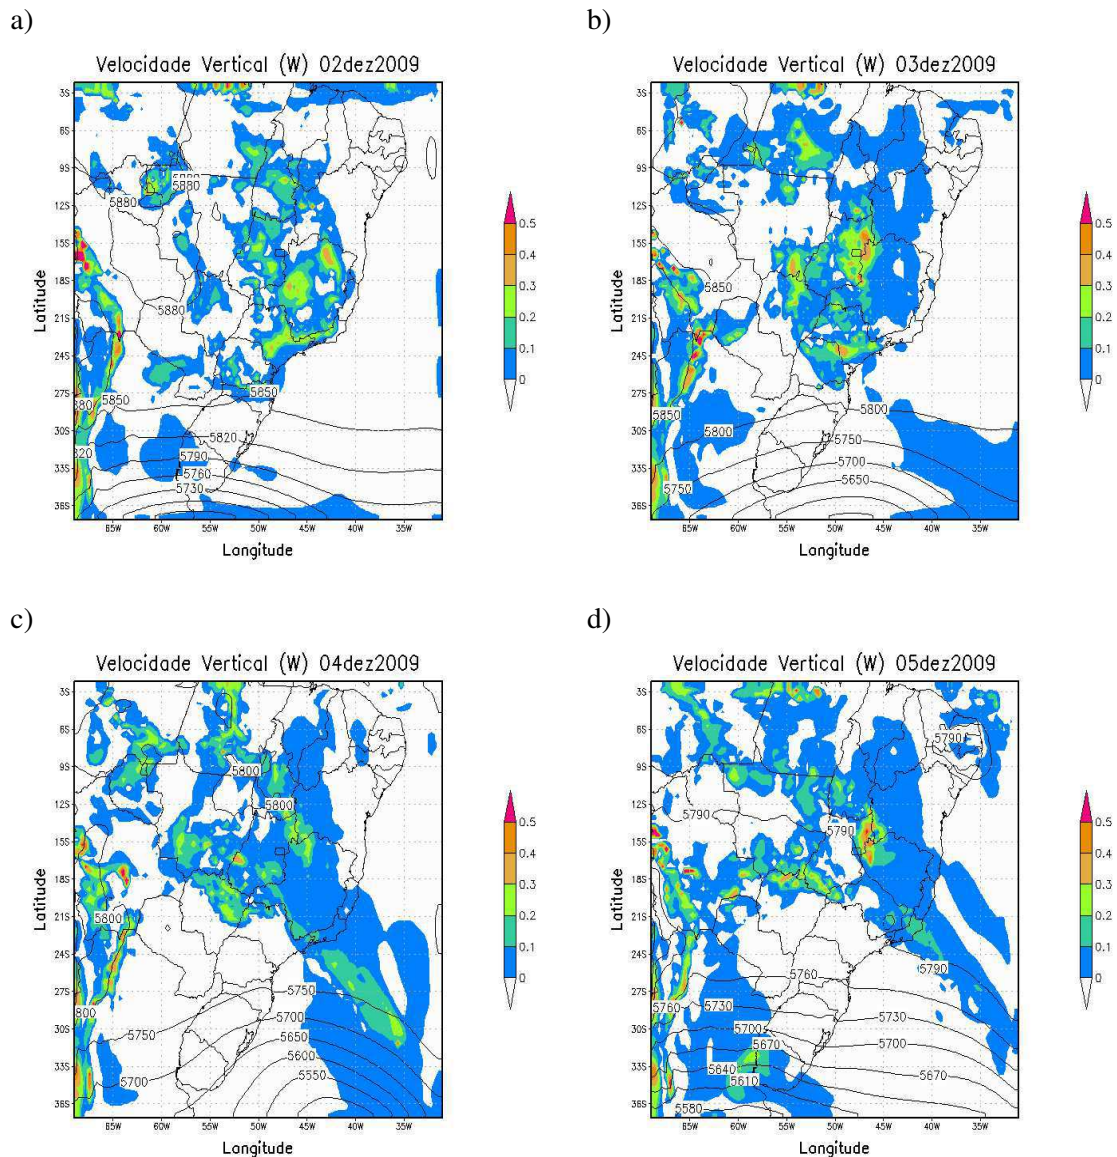 a)
b)
Velocidade Vertical (W) 02dez2009
Velocidade Vertical (W) 03dez2009
3S
6S
9S
12S
15S
18S
21S
24S
27S
30S
33S
36S
Latitude
5880
5880
5880
5850
5850
5820
5790
5760
5730
65W
60W
55W
50W
45W
40W
35W
Longitude
0.5
0.4
0.3
0.2
0.1
0
3S
6S
9S
12S
15S
18S
21S
24S
27S
30S
33S
36S
Latitude
5850
5850
5800
5800
5750
5750
5700
5650
65W
60W
55W
50W
45W
40W
35W
Longitude
0.5
0.4
0.3
0.2
0.1
0
c)
d)
Velocidade Vertical (W) 04dez2009
Velocidade Vertical (W) 05dez2009
3S
6S
9S
12S
15S
18S
21S
24S
27S
30S
33S
36S
Latitude
5800
5800
5800
800
5750
5750
5700
5700
5650
5600
5550
65W
60W
55W
50W
45W
40W
35W
Longitude
0.5
0.4
0.3
0.2
0.1
0
3S
6S
9S
12S
15S
18S
21S
24S
27S
30S
33S
36S
Latitude
5790
5790
5790
5790
5760
5760
5730
5730
5700
5700
5670
5670
5640
5610
5580
65W
60W
55W
50W
45W
40W
35W
Longitude
0.5
0.4
0.3
0.2
0.1
0